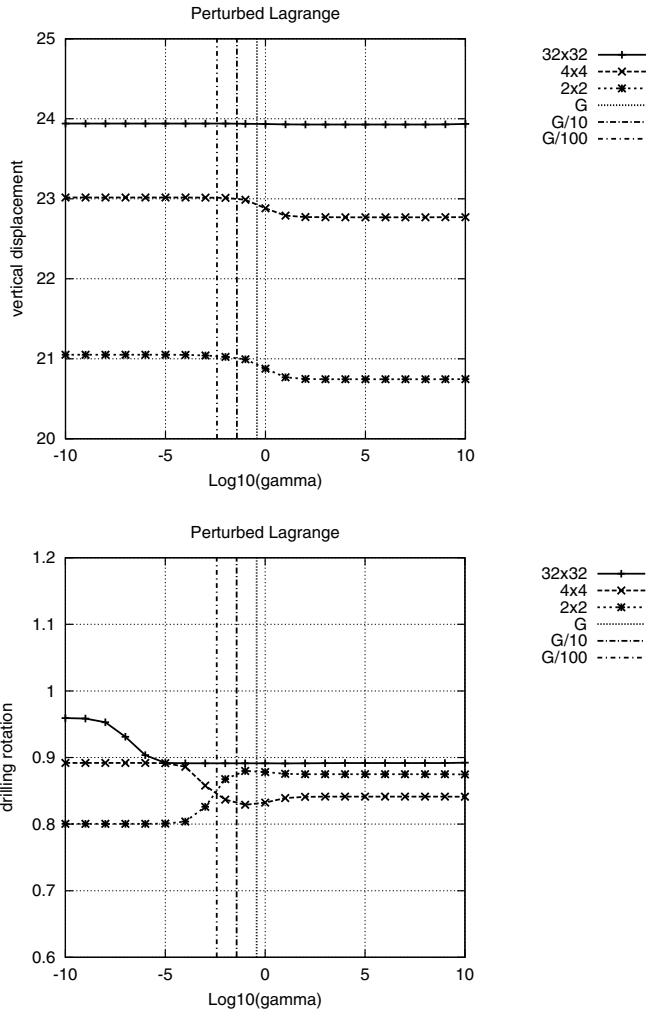 Perturbed Lagrange
25
24
23
22
21
20
vertical displacement
-10 -5 0 5 10
Log10(gamma)
32x32
4x4
2x2
G
G/10
G/100
Perturbed Lagrange
1.2
1.1
1
0.9
0.8
0.7
0.6
drilling rotation
-10 -5 0 5 10
Log10(gamma)
32x32
4x4
2x2
G
G/10
G/100